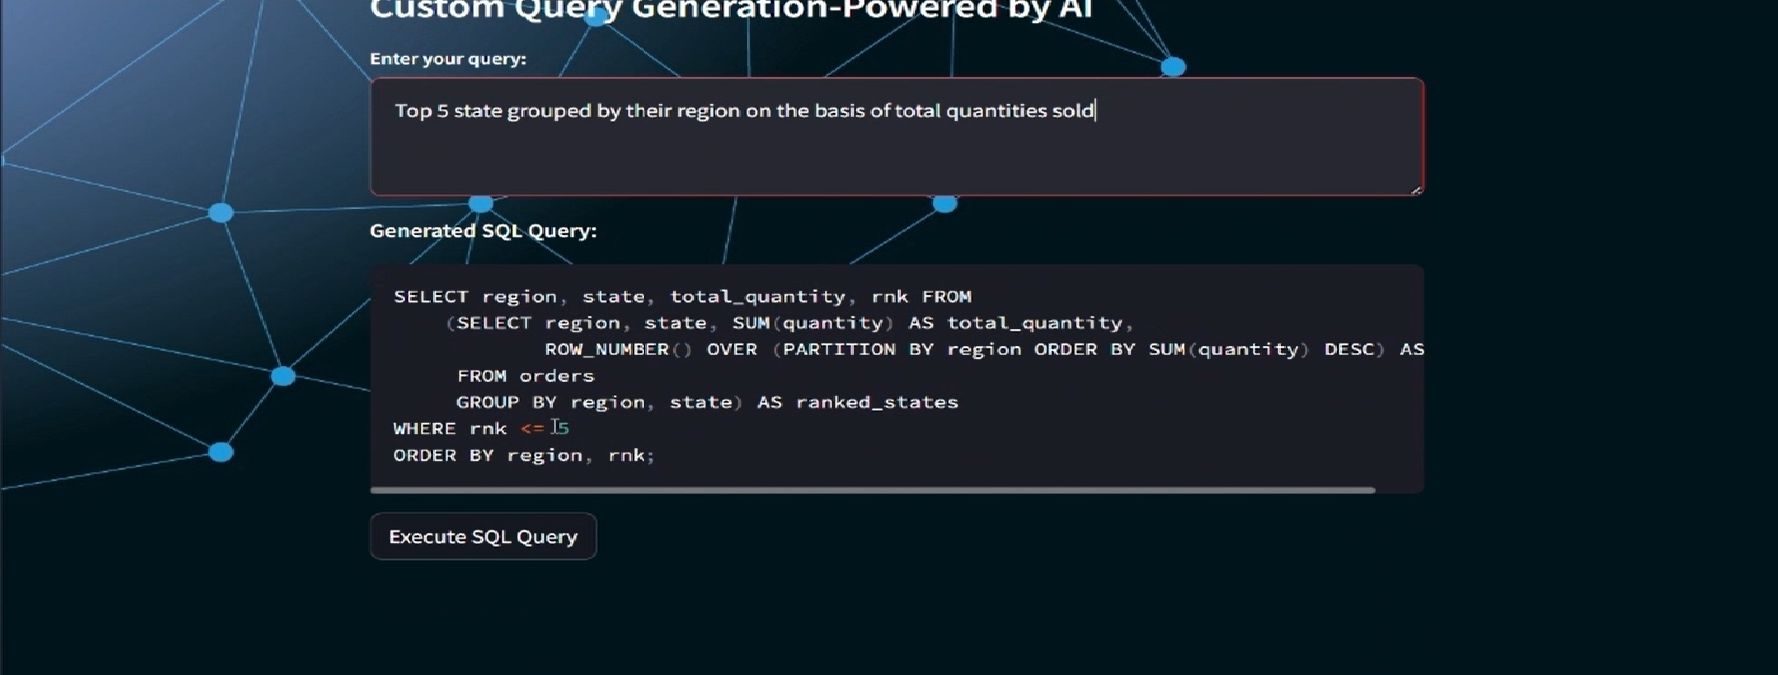 Custom Query Generation-Powered by AI
Enter your query:
Top 5 state grouped by their region on the basis of total quantities sold
Generated SQL Query:
SELECT region, state, total_quantity, rnk FROM
(SELECT region, state, SUM(quantity) AS total_quantity,
ROW_NUMBER() OVER (PARTITION BY region ORDER BY SUM(quantity) DESC) AS
FROM orders
GROUP BY region, state) AS ranked_states
WHERE rnk <= 5
ORDER BY region, rnk;
Execute SQL Query